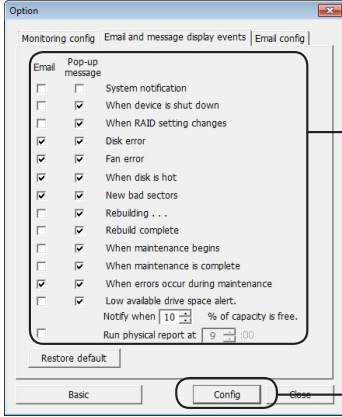 Option
Monitoring config Email and message display events Email config
Email Pop-up message
System notification
When device is shut down
When RAID setting changes
Disk error
Fan error
When disk is hot
New bad sectors
Rebuilding . . .
Rebuild complete
When maintenance begins
When maintenance is complete
When errors occur during maintenance
Low available drive space alert.
Notify when 10 % of capacity is free.
Run physical report at 9 :00
Restore default
Basic Config Close